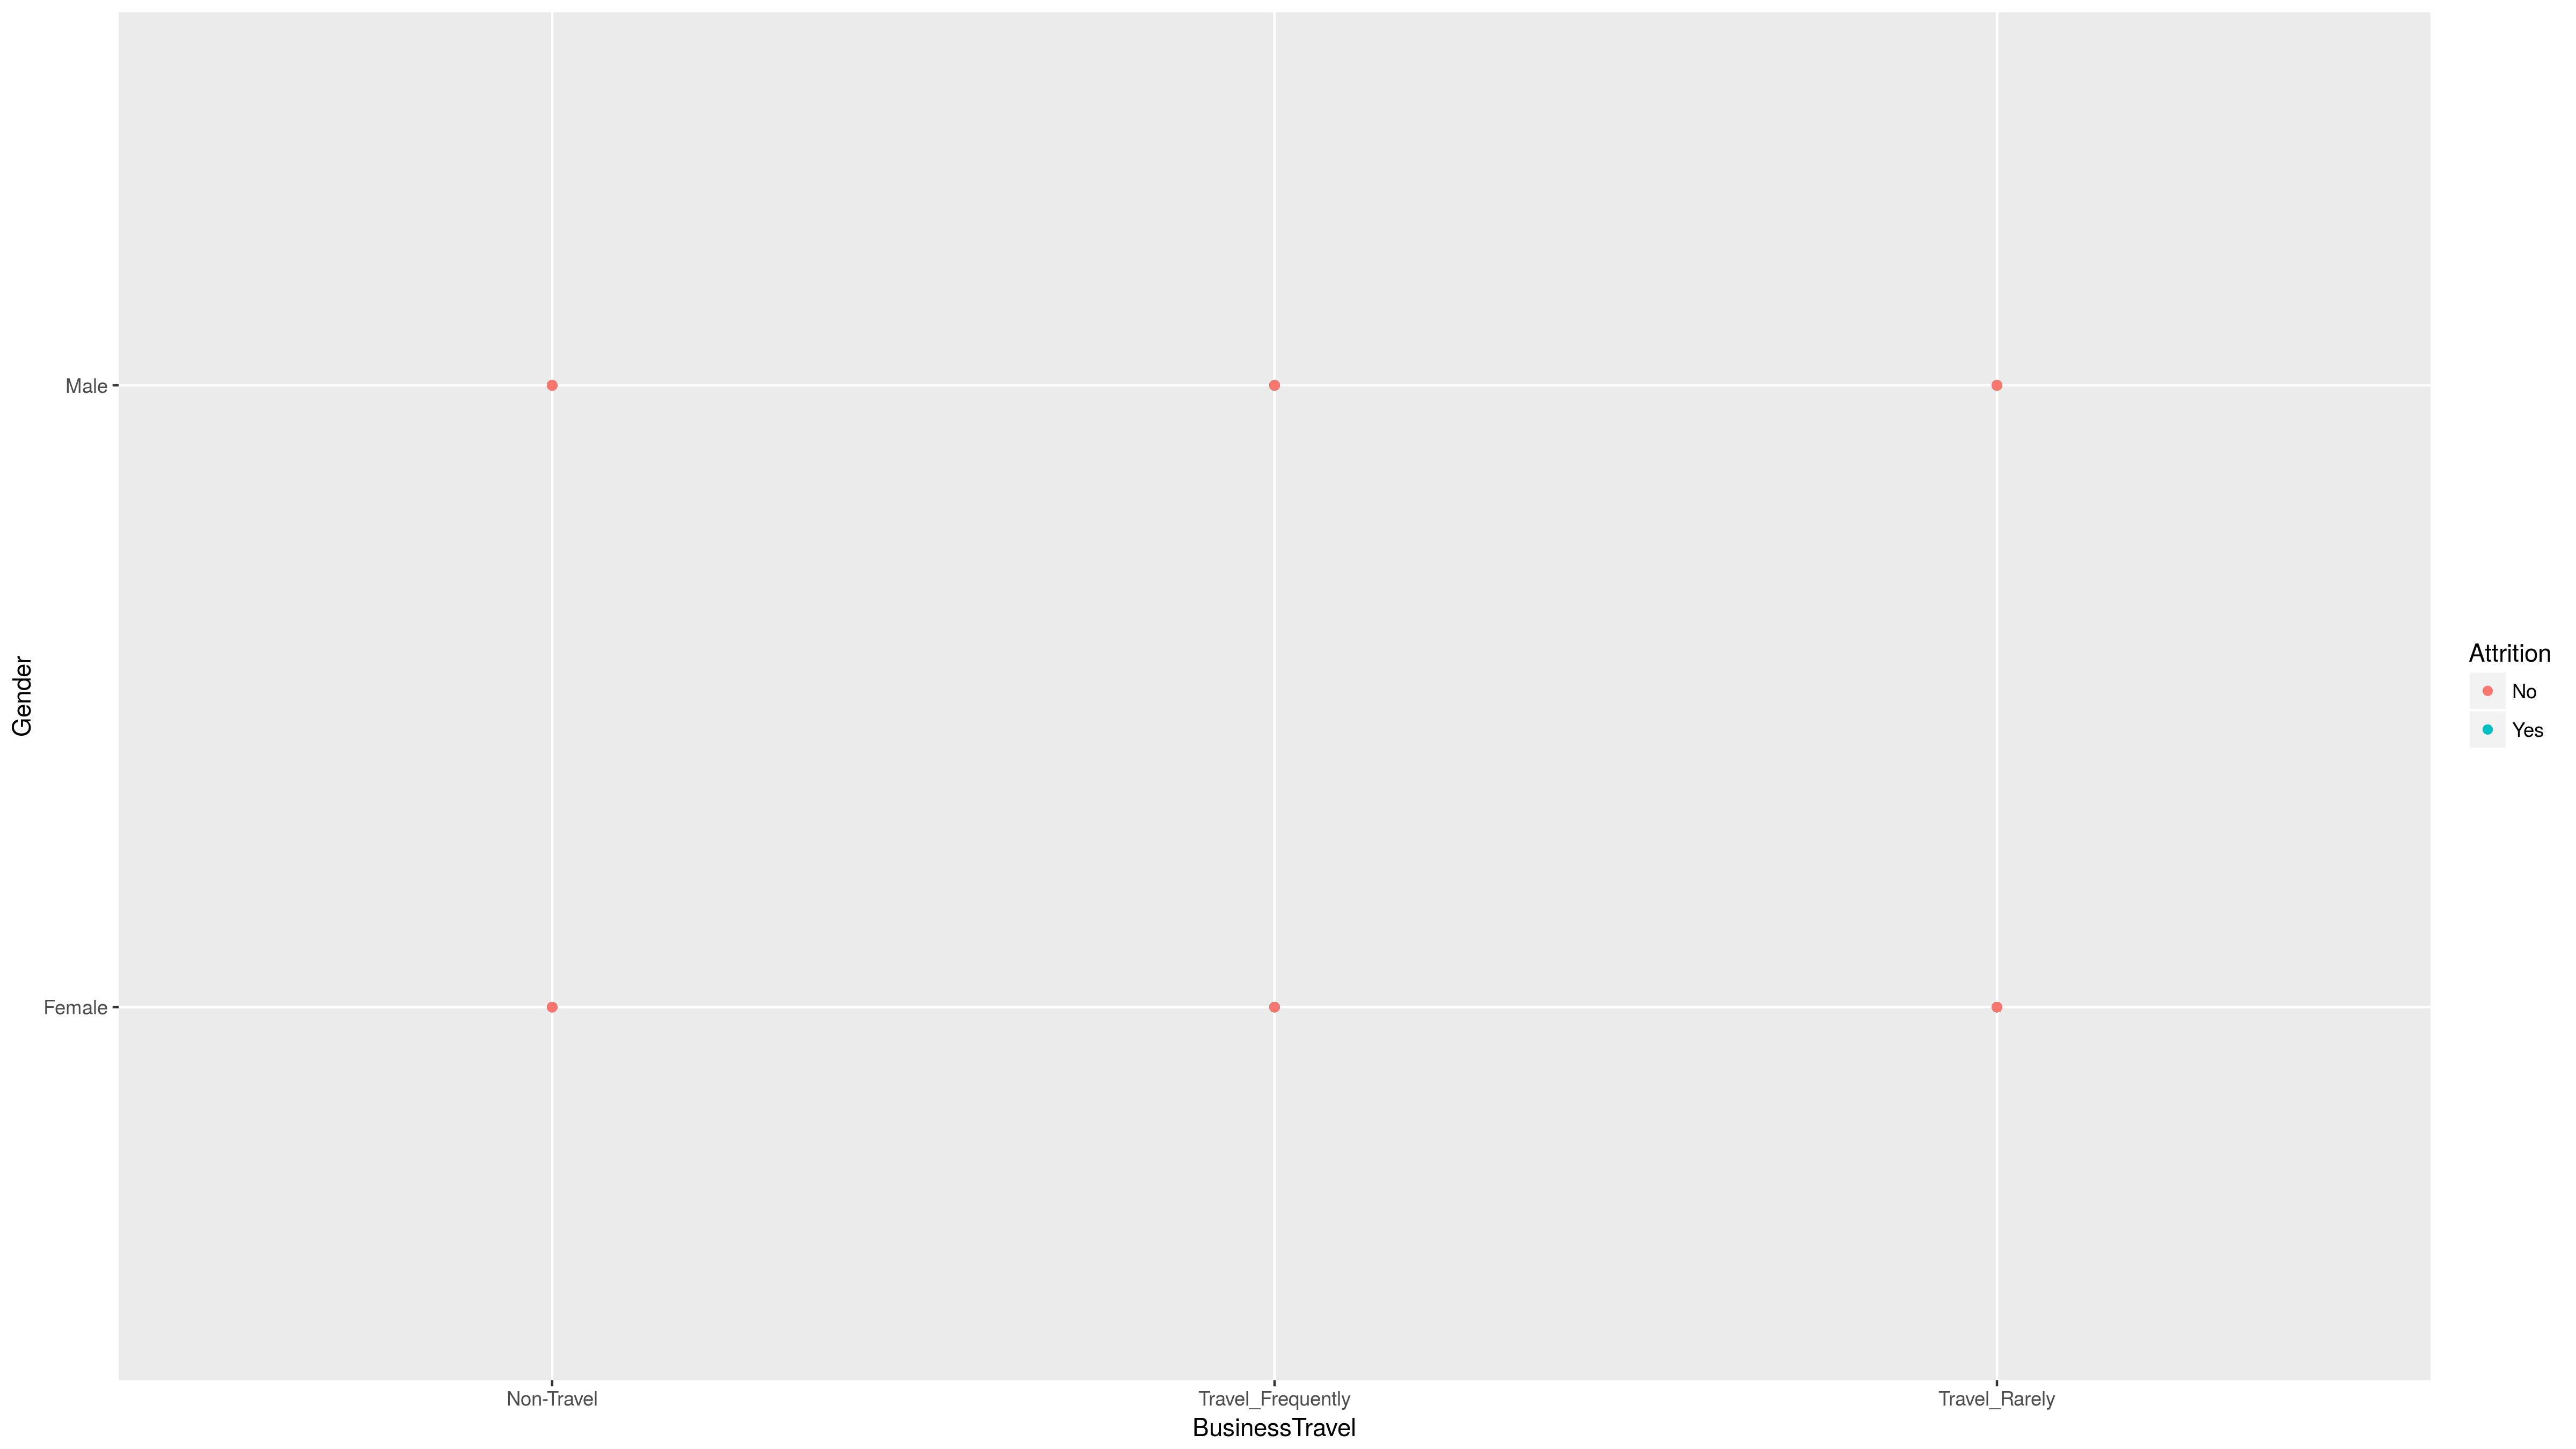 Gender
Male
Female
Non-Travel
Travel_Frequently
Travel_Rarely
BusinessTravel
Attrition
No
Yes